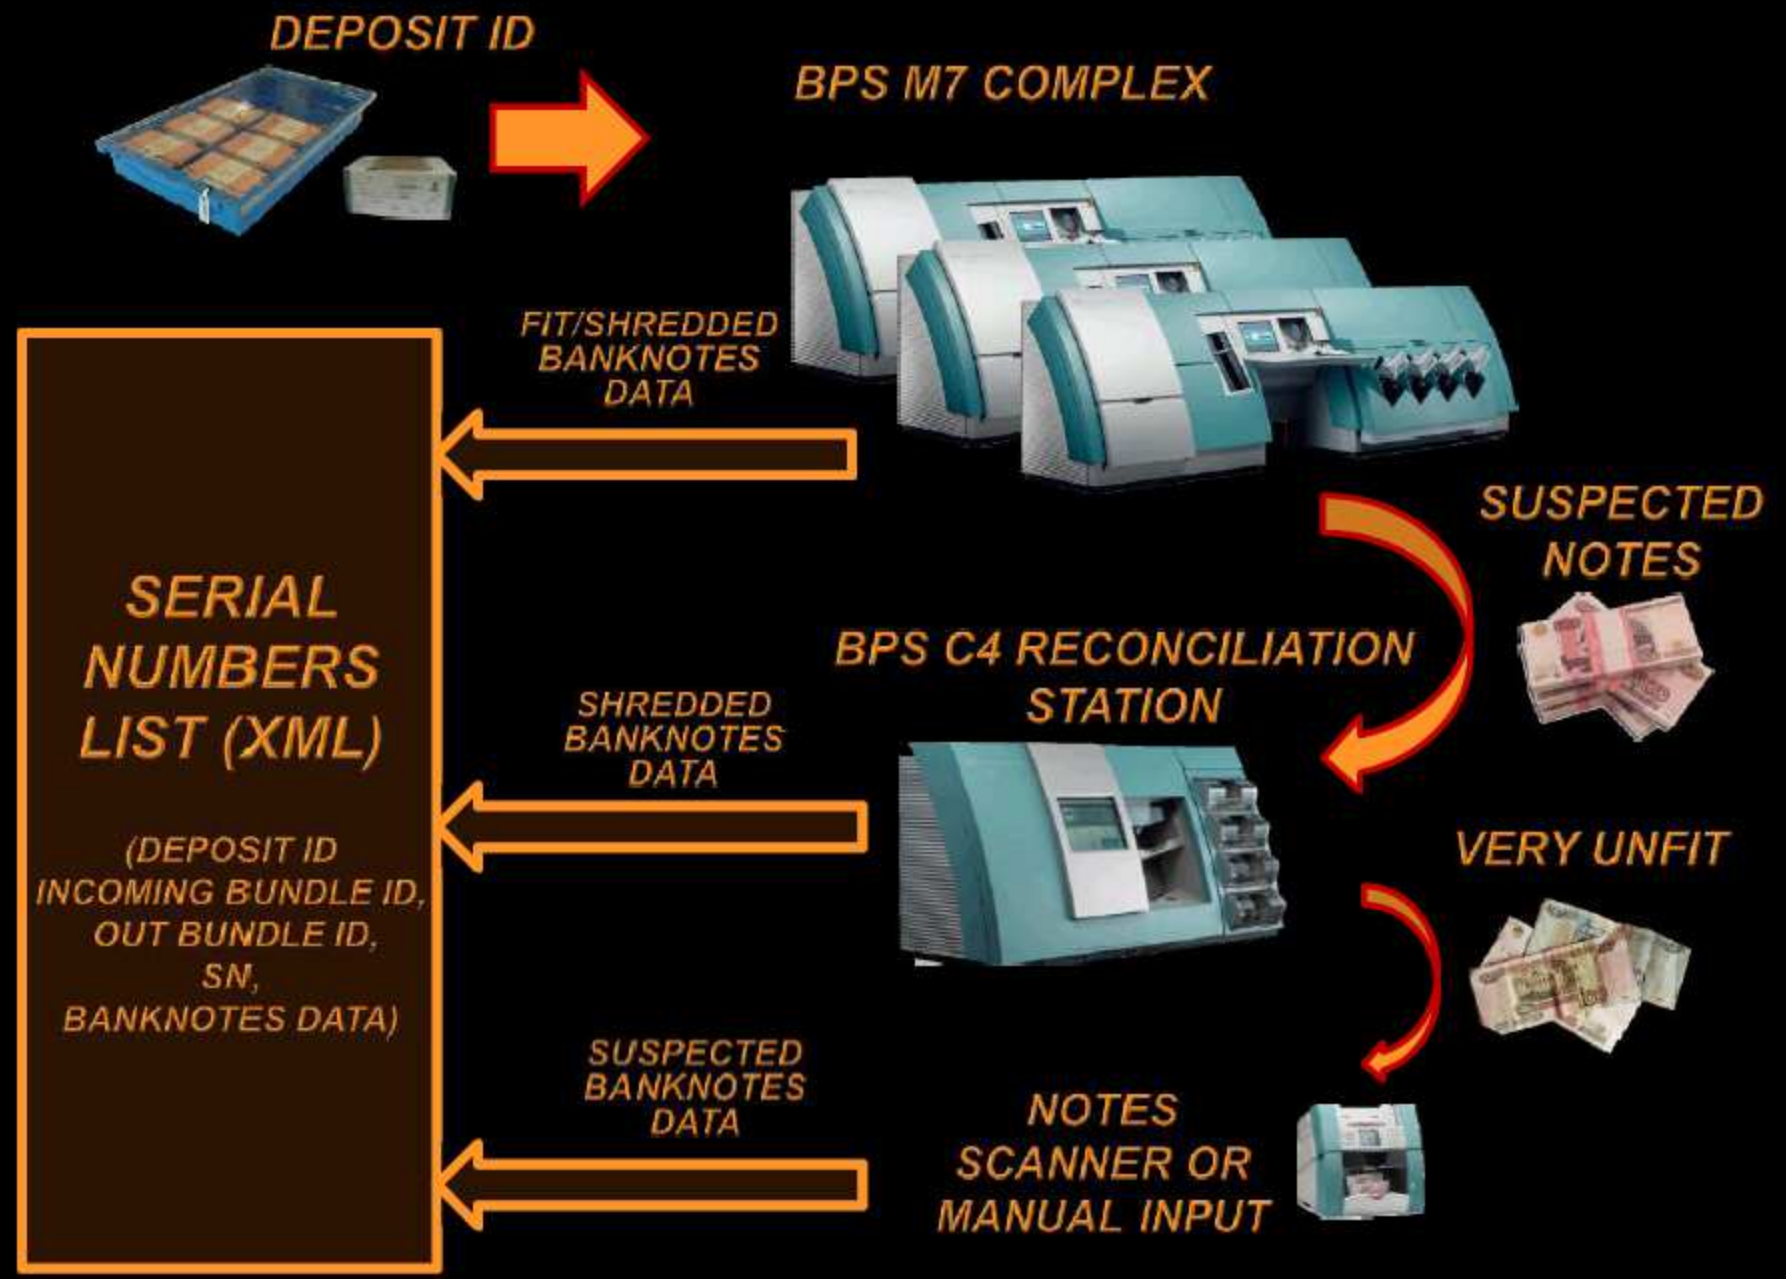 DEPOSIT ID
BPS M7 COMPLEX
FIT/SHREDDED
BANKNOTES
DATA
SUSPECTED
NOTES
SERIAL
NUMBERS
LIST (XML)
(DEPOSIT ID
INCOMING BUNDLE ID,
OUT BUNDLE ID,
SN,
BANKNOTES DATA)
BPS C4 RECONCILIATION
STATION
SHREDDED
BANKNOTES
DATA
VERY UNFIT
SUSPECTED
BANKNOTES
DATA
NOTES
SCANNER OR
MANUAL INPUT